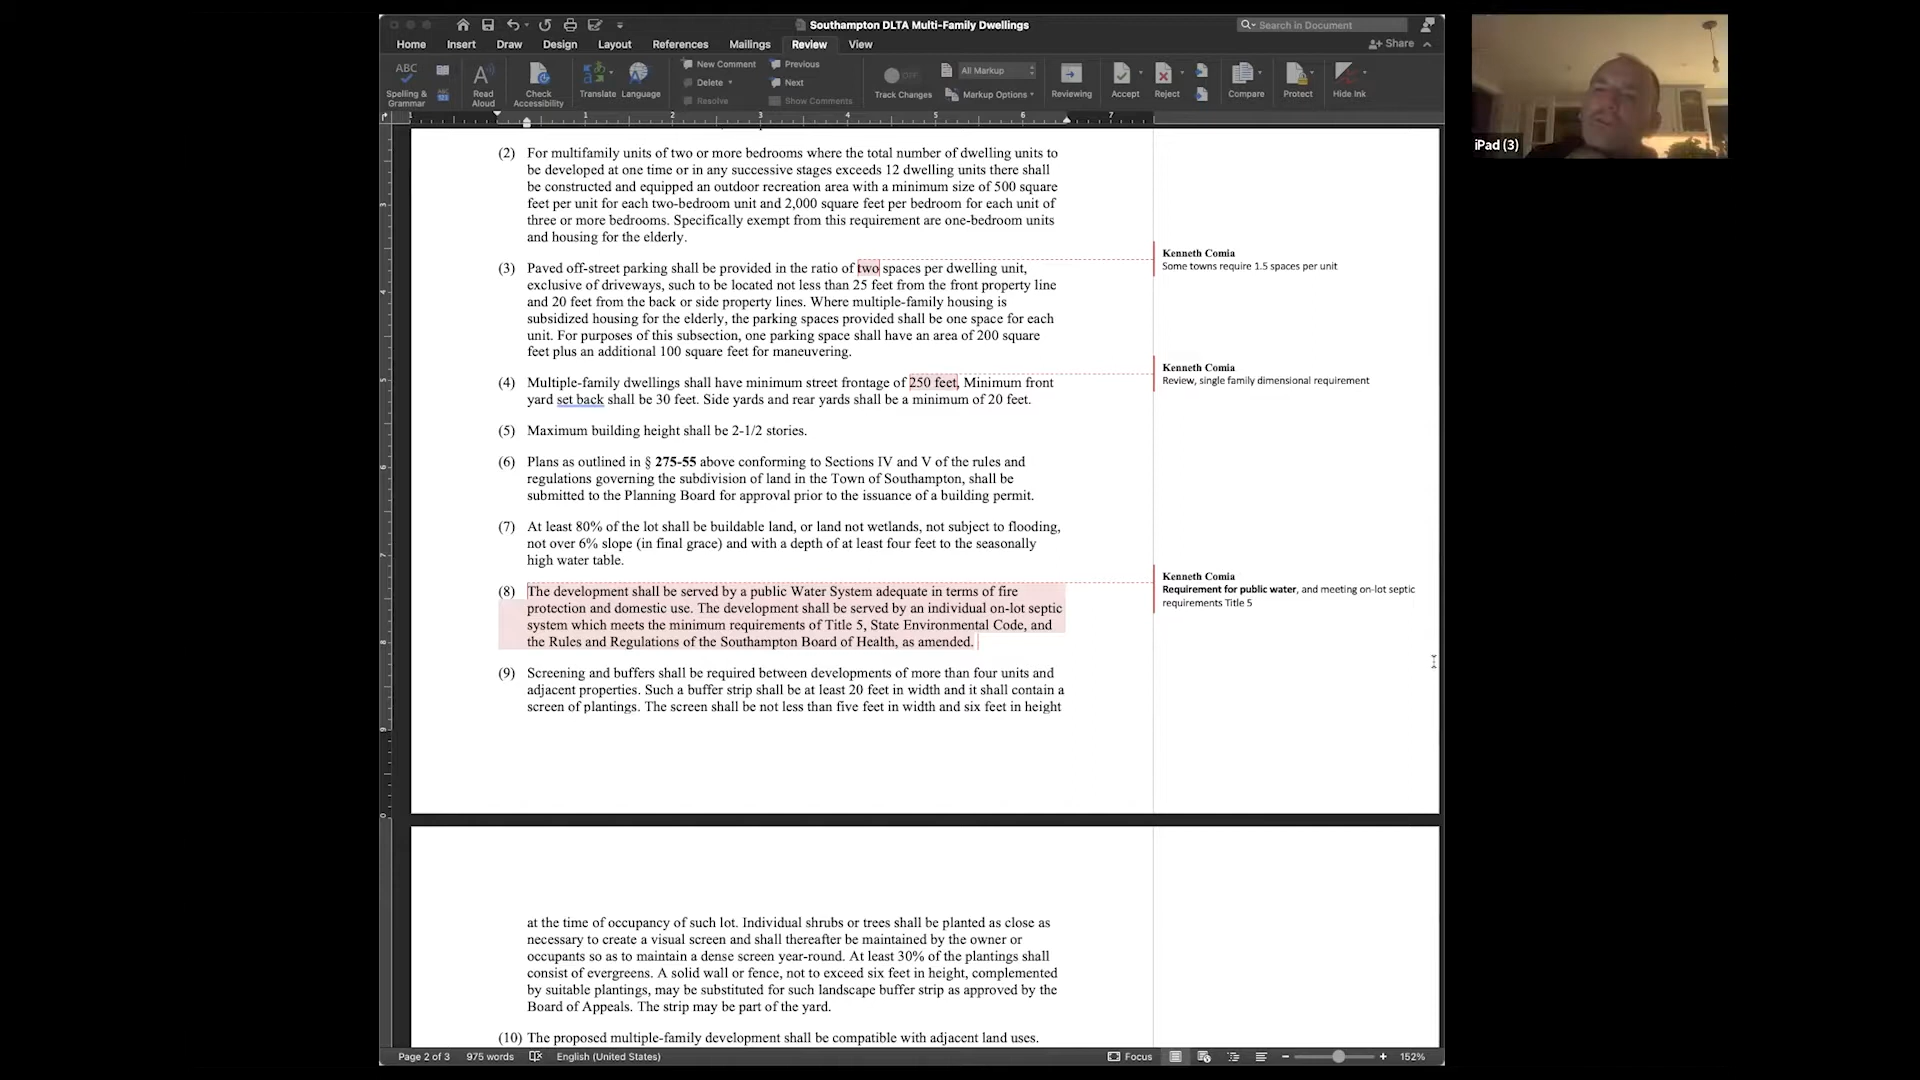 Southampton DLTA Multi-Family Dwellings
Search in Document
Home Insert Draw Design Layout References Mailings Review View
Share
ABC
Spelling & Grammar
Read Aloud
Check Accessibility
Translate
Language
New Comment
Delete
Resolve
Previous
Next
Show Comments
OFF
Track Changes
All Markup
Markup Options
Reviewing
Accept
Reject
Compare
Protect
Hide Ink
1 1 2 3 4 5 6 7
(2) For multifamily units of two or more bedrooms where the total number of dwelling units to
be developed at one time or in any successive stages exceeds 12 dwelling units there shall
be constructed and equipped an outdoor recreation area with a minimum size of 500 square
feet per unit for each two-bedroom unit and 2,000 square feet per bedroom for each unit of
three or more bedrooms. Specifically exempt from this requirement are one-bedroom units
and housing for the elderly.
(3) Paved off-street parking shall be provided in the ratio of two spaces per dwelling unit,
exclusive of driveways, such to be located not less than 25 feet from the front property line
and 20 feet from the back or side property lines. Where multiple-family housing is
subsidized housing for the elderly, the parking spaces provided shall be one space for each
unit. For purposes of this subsection, one parking space shall have an area of 200 square
feet plus an additional 100 square feet for maneuvering.
(4) Multiple-family dwellings shall have minimum street frontage of 250 feet, Minimum front
yard set back shall be 30 feet. Side yards and rear yards shall be a minimum of 20 feet.
(5) Maximum building height shall be 2-1/2 stories.
(6) Plans as outlined in § 275-55 above conforming to Sections IV and V of the rules and
regulations governing the subdivision of land in the Town of Southampton, shall be
submitted to the Planning Board for approval prior to the issuance of a building permit.
(7) At least 80% of the lot shall be buildable land, or land not wetlands, not subject to flooding,
not over 6% slope (in final grace) and with a depth of at least four feet to the seasonally
high water table.
(8) The development shall be served by a public Water System adequate in terms of fire
protection and domestic use. The development shall be served by an individual on-lot septic
system which meets the minimum requirements of Title 5, State Environmental Code, and
the Rules and Regulations of the Southampton Board of Health, as amended.
(9) Screening and buffers shall be required between developments of more than four units and
adjacent properties. Such a buffer strip shall be at least 20 feet in width and it shall contain a
screen of plantings. The screen shall be not less than five feet in width and six feet in height
at the time of occupancy of such lot. Individual shrubs or trees shall be planted as close as
necessary to create a visual screen and shall thereafter be maintained by the owner or
occupants so as to maintain a dense screen year-round. At least 30% of the plantings shall
consist of evergreens. A solid wall or fence, not to exceed six feet in height, complemented
by suitable plantings, may be substituted for such landscape buffer strip as approved by the
Board of Appeals. The strip may be part of the yard.
(10) The proposed multiple-family development shall be compatible with adjacent land uses.
Kenneth Comia
Some towns require 1.5 spaces per unit
Kenneth Comia
Review, single family dimensional requirement
Kenneth Comia
Requirement for public water, and meeting on-lot septic
requirements Title 5
Page 2 of 3 975 words English (United States)
Focus
152%
iPad (3)